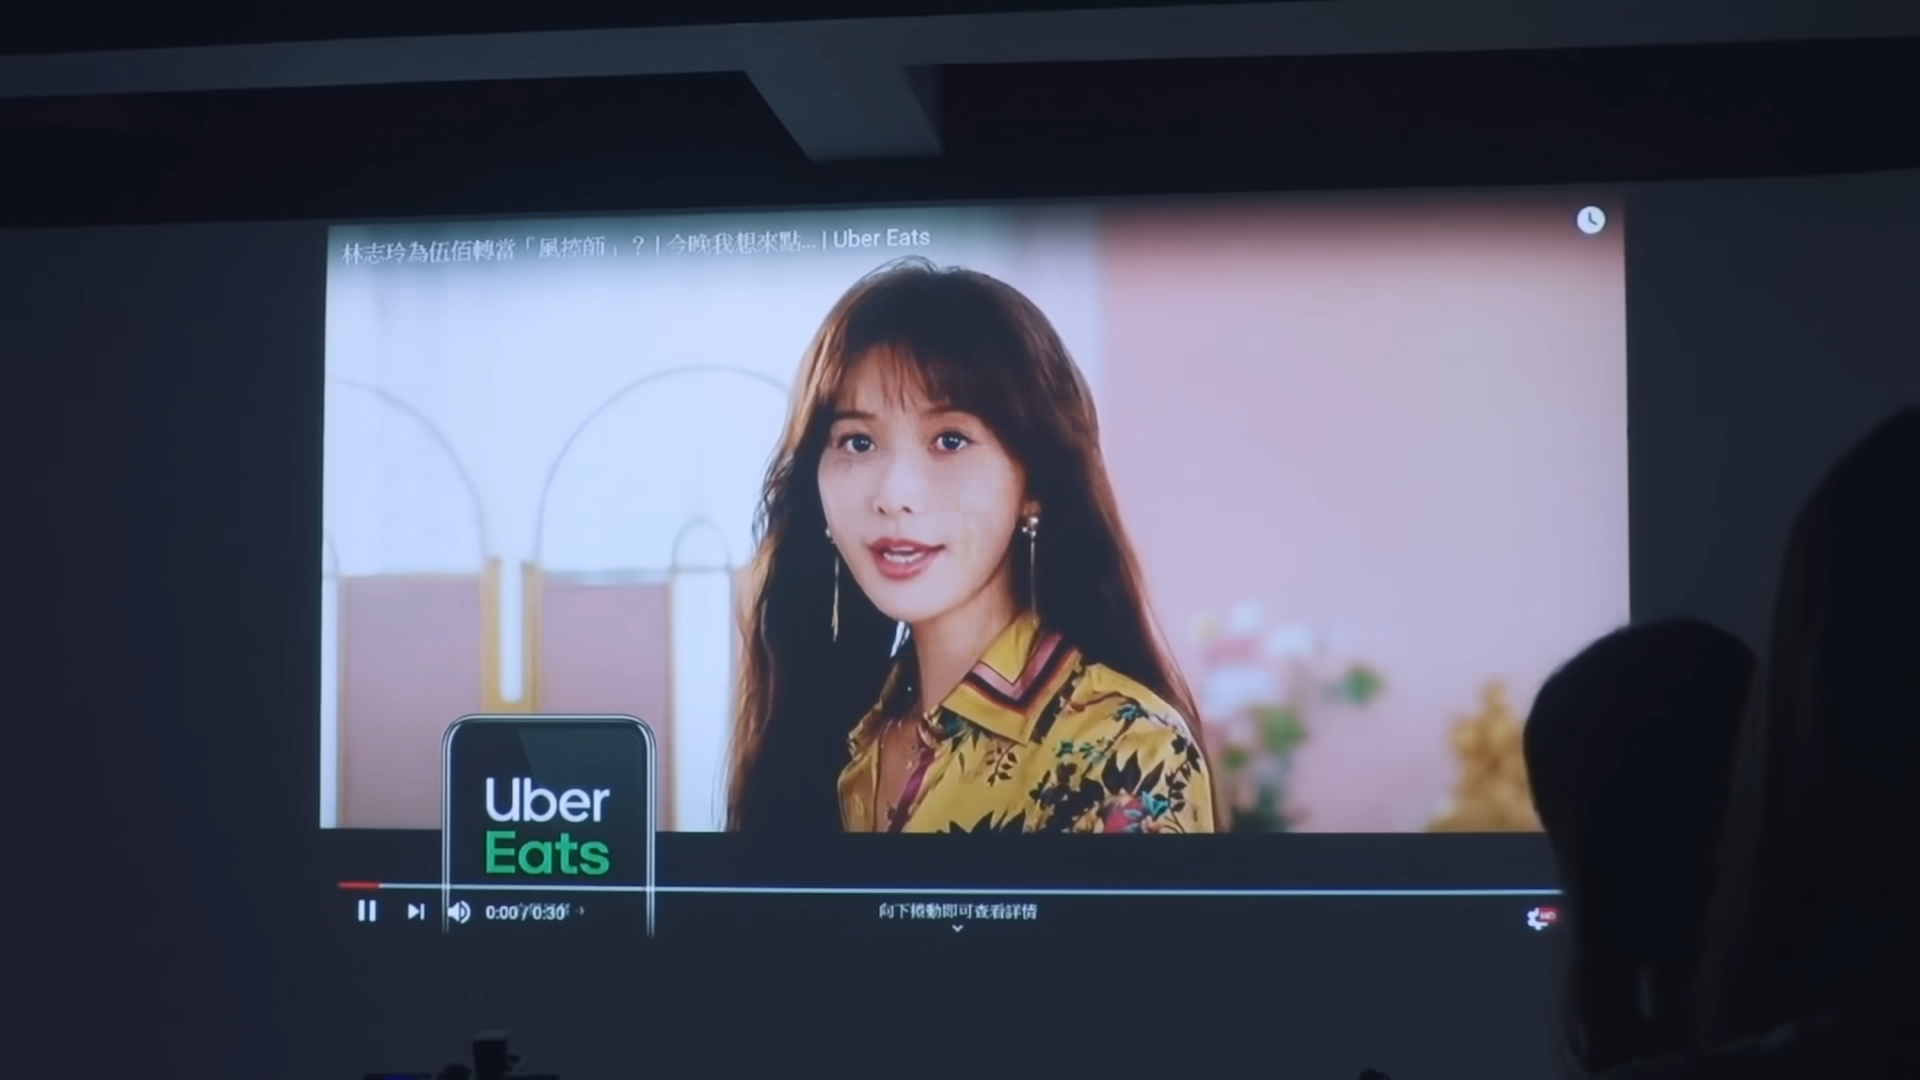 林志玲為伍佰轉當「風控師」？ | 今晚我想來點... | Uber Eats
Uber
Eats
0:00 / 0:30
向下捲動即可查看詳情
HD